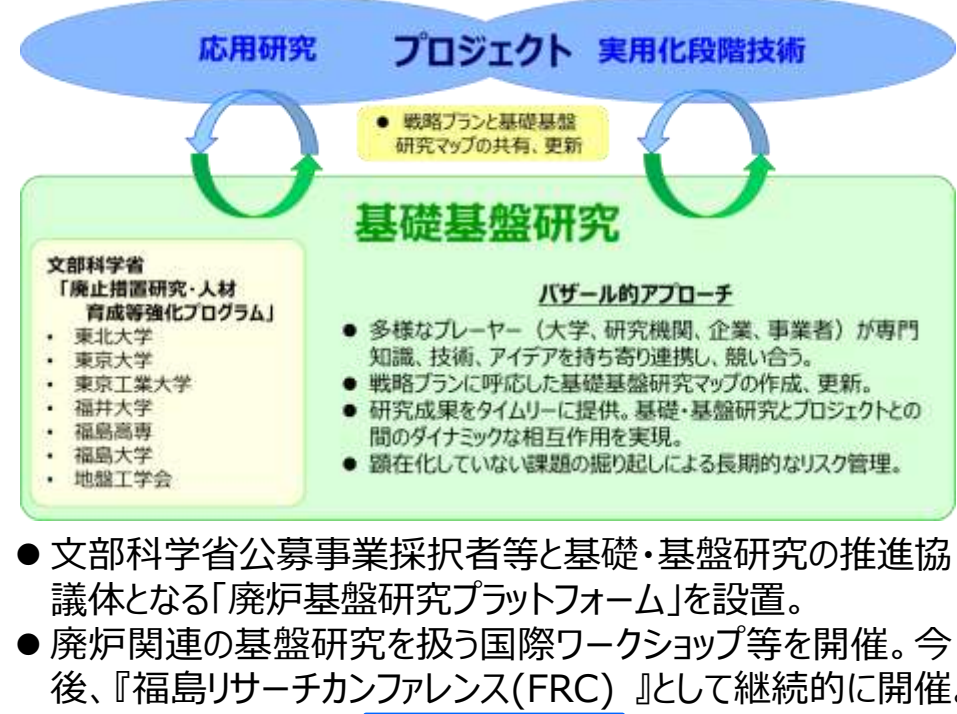 応用研究 プロジェクト 実用化段階技術
● 戦略プランと基礎基盤
研究マップの共有、更新
基礎基盤研究
文部科学省
「廃止措置研究・人材
育成等強化プログラム」
・ 東北大学
・ 東京大学
・ 東京工業大学
・ 福井大学
・ 福島高専
・ 福島大学
・ 地盤工学会
バザール的アプローチ
● 多様なプレーヤー（大学、研究機関、企業、事業者）が専門
知識、技術、アイデアを持ち寄り連携し、競い合う。
● 戦略プランに呼応した基礎基盤研究マップの作成、更新。
● 研究成果をタイムリーに提供。基礎・基盤研究とプロジェクトとの
間のダイナミックな相互作用を実現。
● 顕在化していない課題の掘り起しによる長期的なリスク管理。
● 文部科学省公募事業採択者等と基礎・基盤研究の推進協
議体となる「廃炉基盤研究プラットフォーム」を設置。
● 廃炉関連の基盤研究を扱う国際ワークショップ等を開催。今
後、『福島リサーチカンファレンス(FRC) 』として継続的に開催。